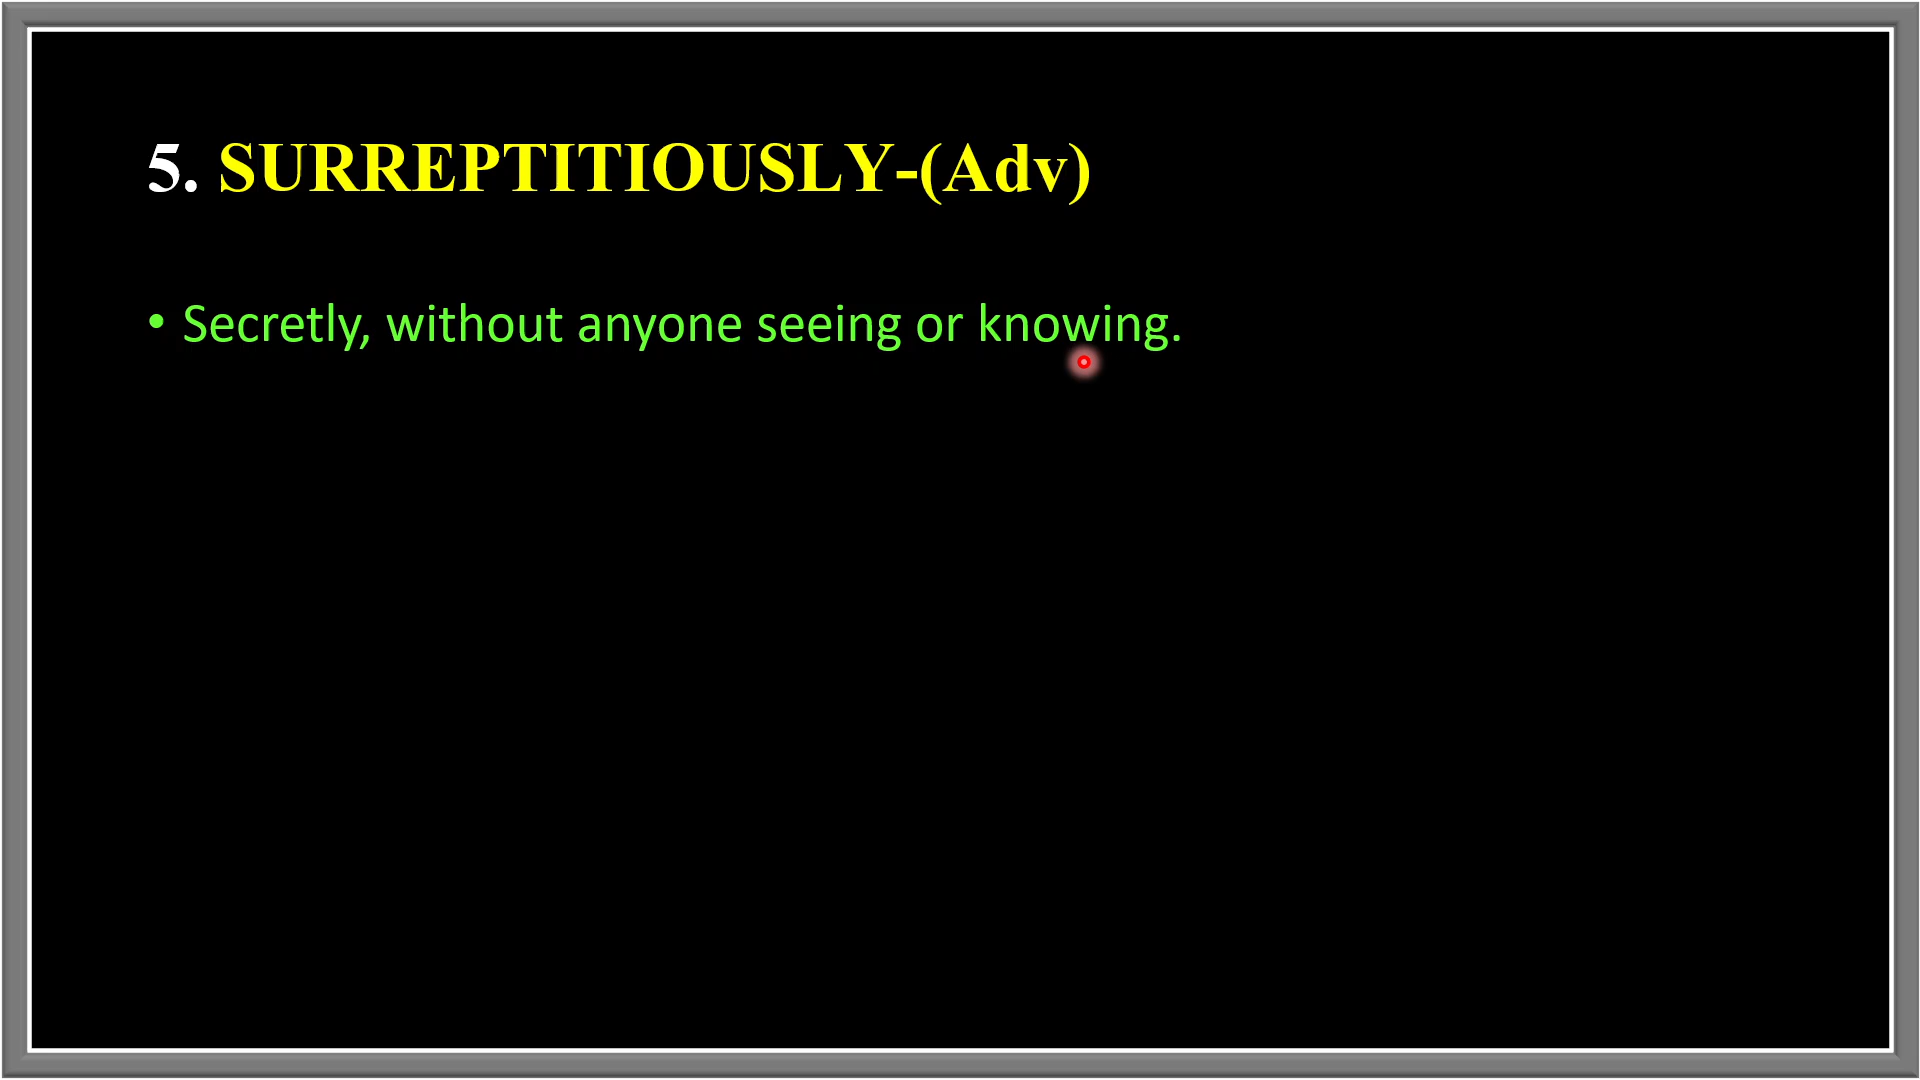 5. SURREPTITIOUSLY-(Adv)
• Secretly, without anyone seeing or knowing.